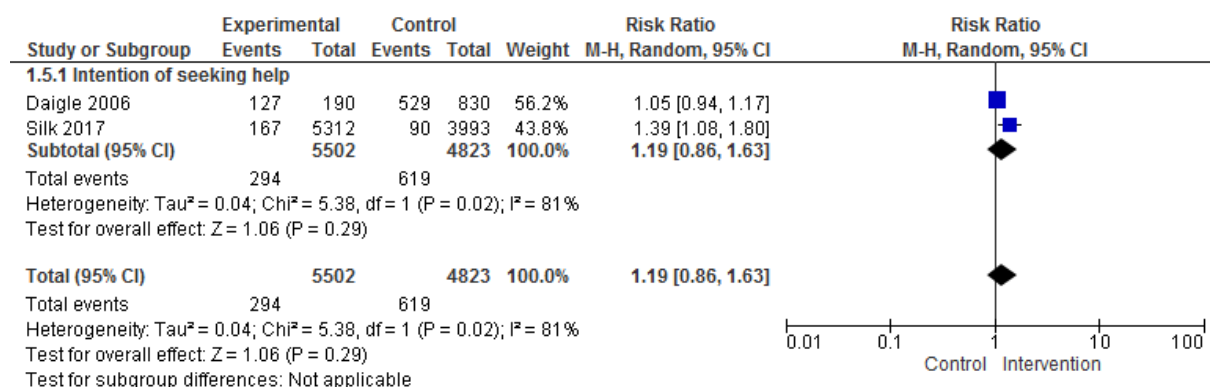 Experimental Control Risk Ratio Risk Ratio
Study or Subgroup Events Total Events Total Weight M-H, Random, 95% CI M-H, Random, 95% CI
1.5.1 Intention of seeking help
Daigle 2006 127 190 529 830 56.2% 1.05 [0.94, 1.17]
Silk 2017 167 5312 90 3993 43.8% 1.39 [1.08, 1.80]
Subtotal (95% CI) 5502 4823 100.0% 1.19 [0.86, 1.63]
Total events 294 619
Heterogeneity: Tau² = 0.04; Chi² = 5.38, df = 1 (P = 0.02); I² = 81%
Test for overall effect: Z = 1.06 (P = 0.29)
Total (95% CI) 5502 4823 100.0% 1.19 [0.86, 1.63]
Total events 294 619
Heterogeneity: Tau² = 0.04; Chi² = 5.38, df = 1 (P = 0.02); I² = 81%
Test for overall effect: Z = 1.06 (P = 0.29)
Test for subgroup differences: Not applicable
0.01 0.1 1 10 100
Control Intervention